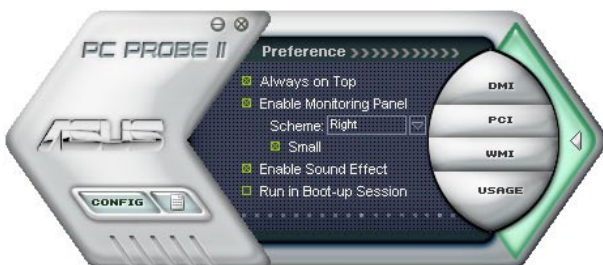 PC PROBE II
Preference >>>>>>>>>>>
Always on Top
Enable Monitoring Panel
Scheme: Right
Small
Enable Sound Effect
Run in Boot-up Session
ASUS
CONFIG
DMI
PCI
WMI
USAGE